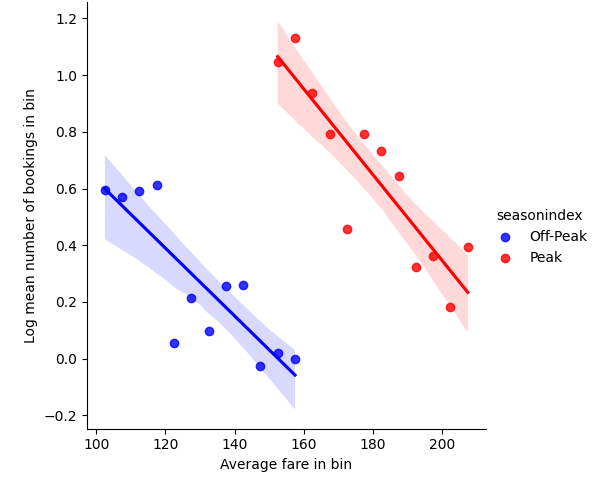 1.2
1.0
0.8
0.6
0.4
0.2
0.0
−0.2
Log mean number of bookings in bin
100 120 140 160 180 200
Average fare in bin
seasonindex
Off-Peak
Peak